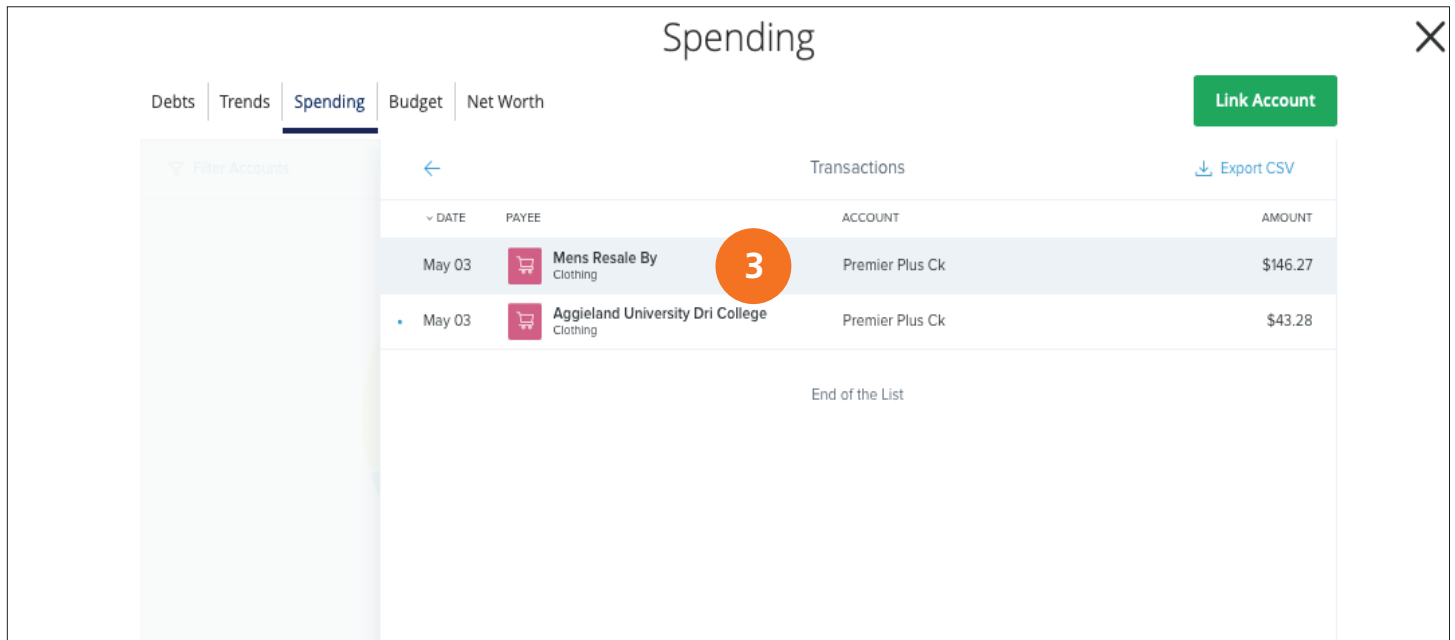 Spending
Debts Trends Spending Budget Net Worth
Link Account
Filter Accounts
Transactions
Export CSV
DATE PAYEE ACCOUNT AMOUNT
May 03 Mens Resale By Premier Plus Ck $146.27
Clothing
3
May 03 Aggieland University Dri College Premier Plus Ck $43.28
Clothing
End of the List